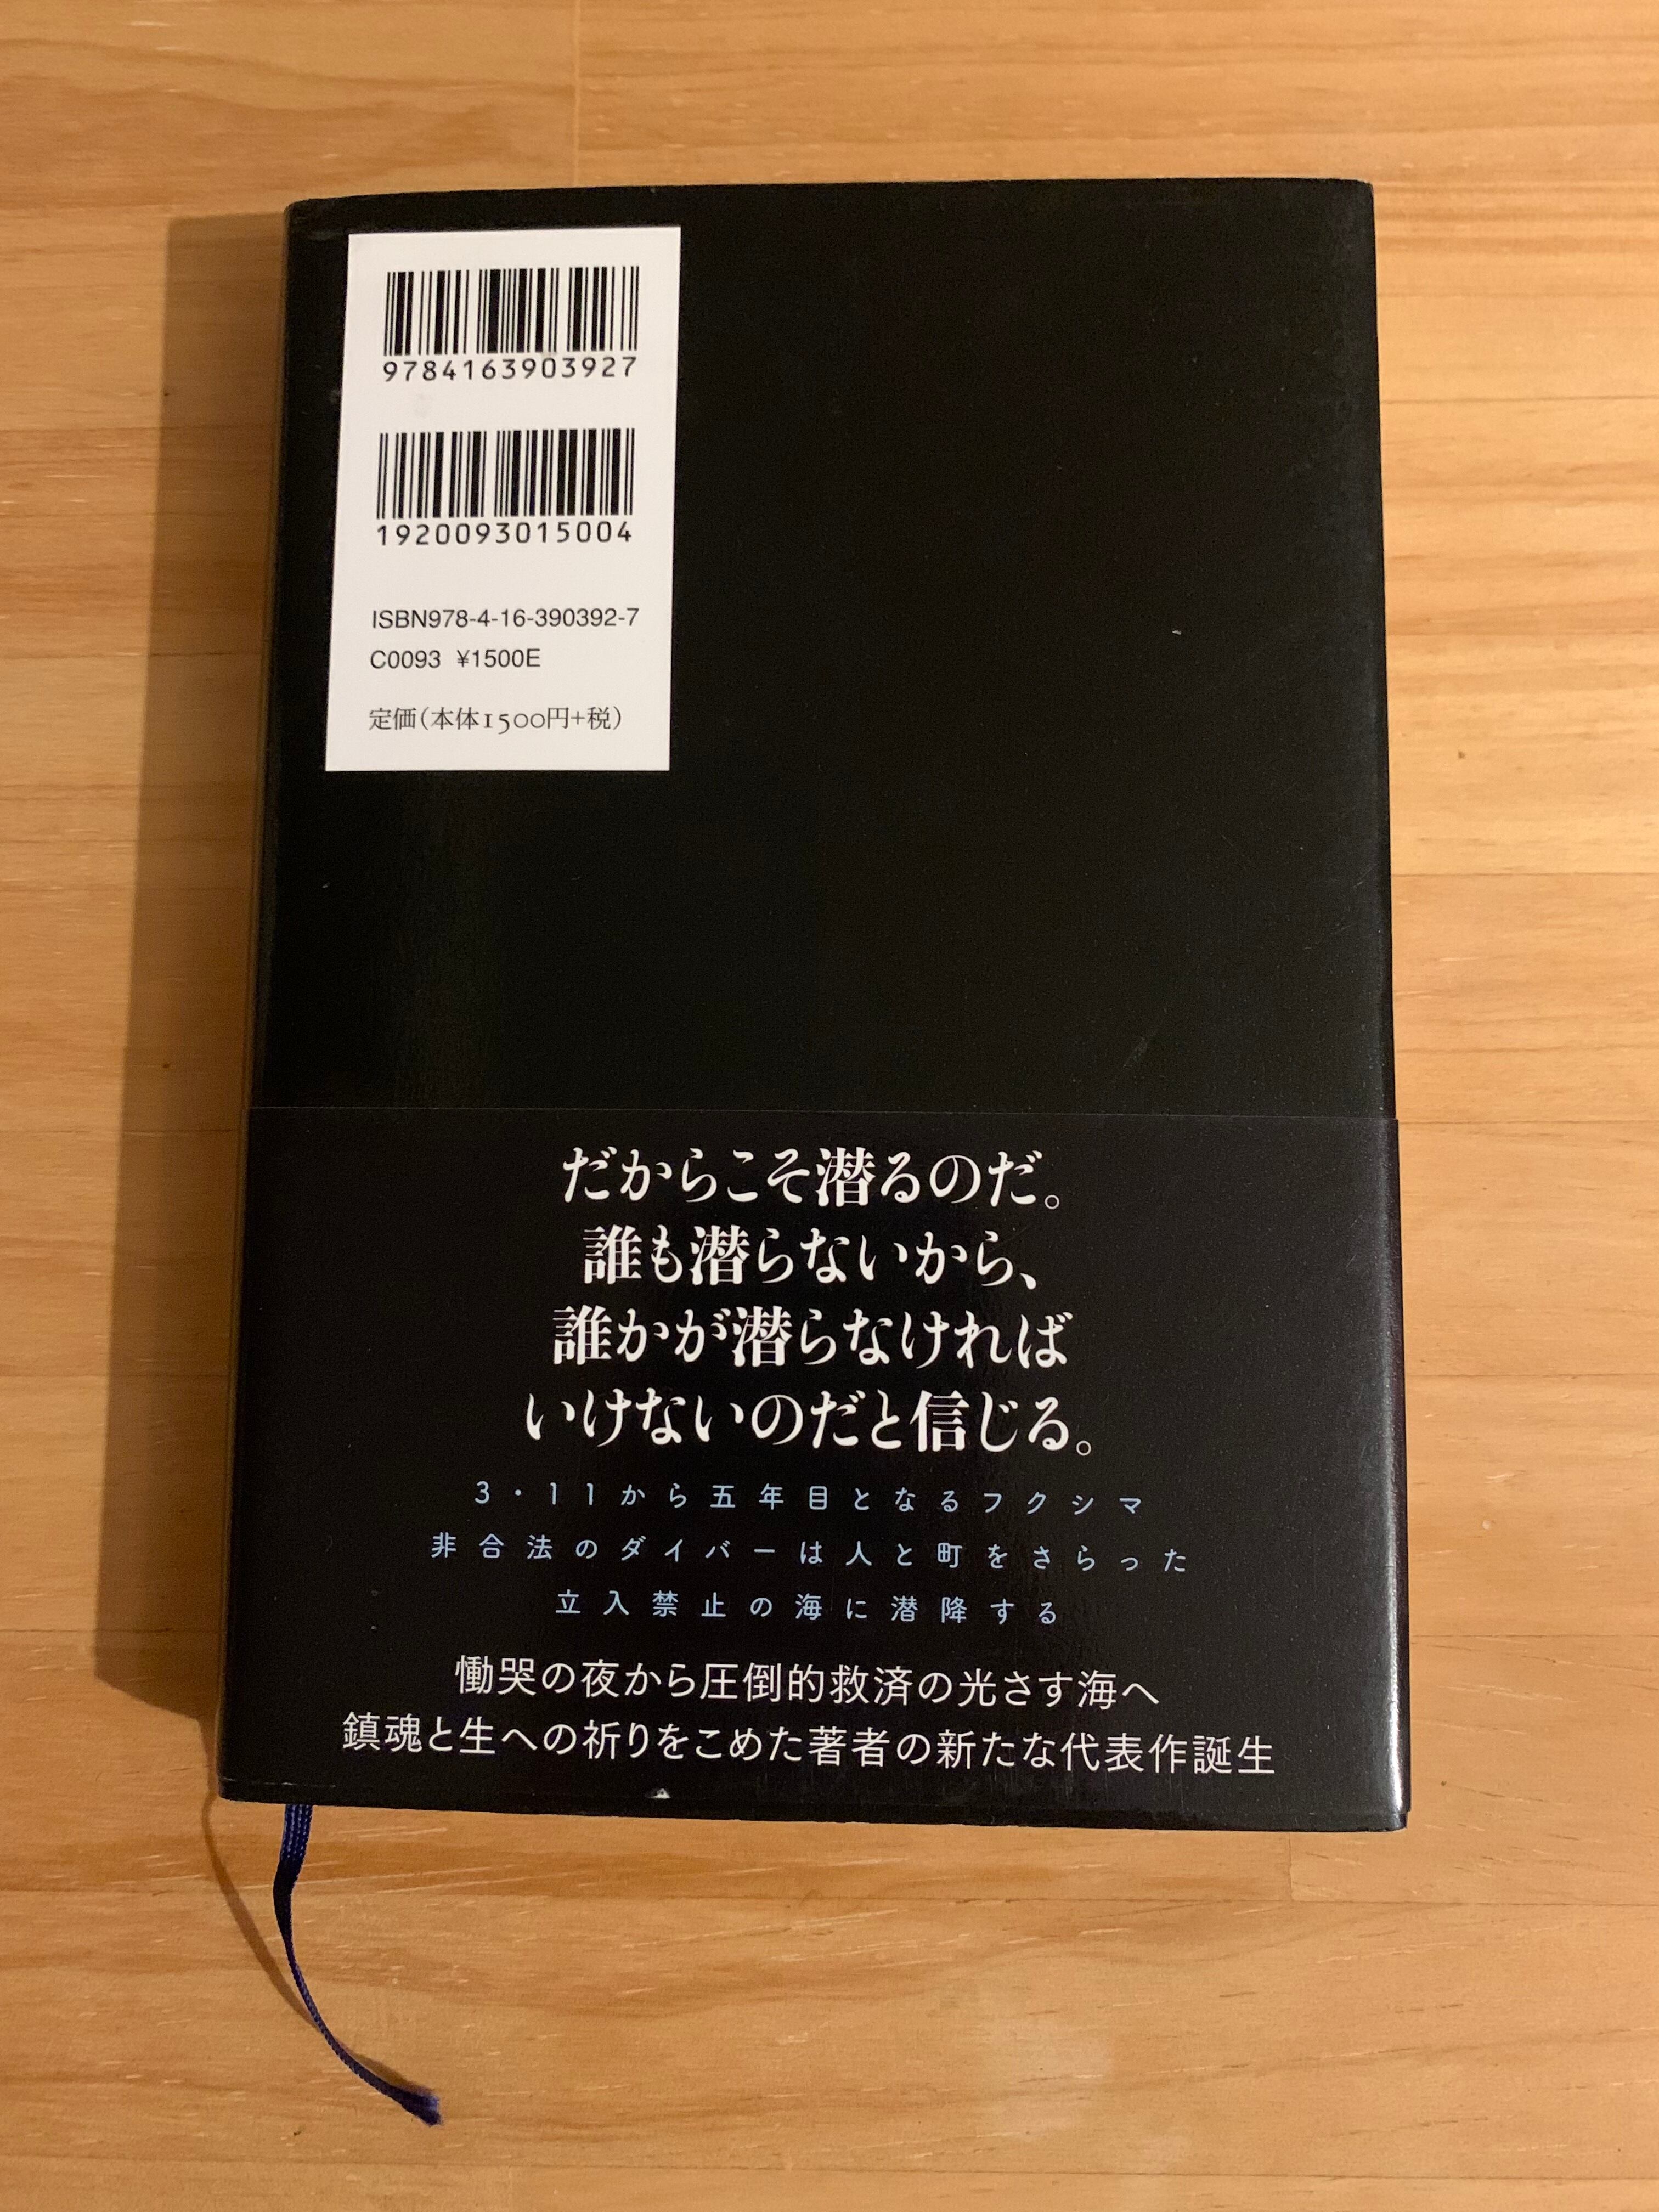 9784163903927
1920093015004
ISBN978-4-16-390392-7
C0093 ¥1500E
定価(本体1500円+税)
だからこそ潜るのだ。
誰も潜らないから、
誰かが潜らなければ
いけないのだと信じる。
3・11から五年目となるフクシマ
非合法のダイバーは人と町をさらった
立入禁止の海に潜降する
慟哭の夜から圧倒的救済の光さす海へ
鎮魂と生への祈りをこめた著者の新たな代表作誕生